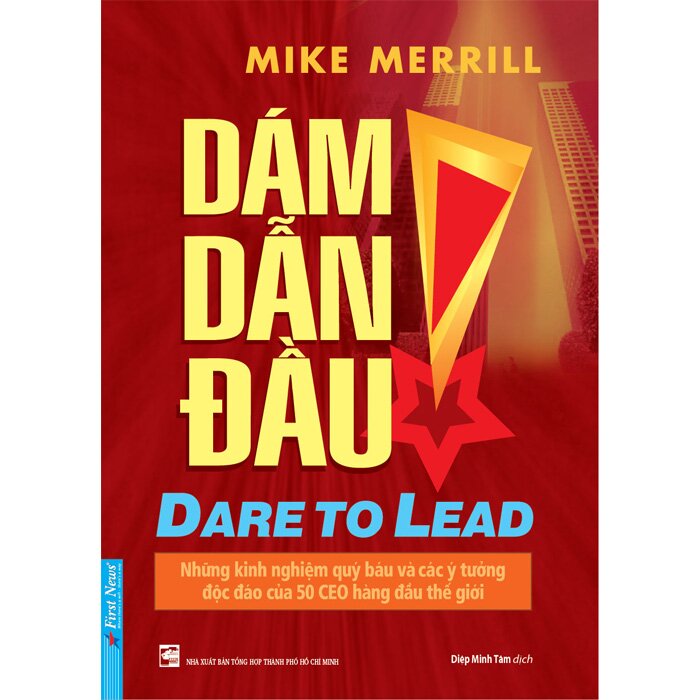 MIKE MERRILL
DÁM
DẪN
ĐẦU
DARE TO LEAD
Những kinh nghiệm quý báu và các ý tưởng
độc đáo của 50 CEO hàng đầu thế giới
First News
NHÀ XUẤT BẢN TỔNG HỢP THÀNH PHỐ HỒ CHÍ MINH
Diệp Minh Tâm dịch